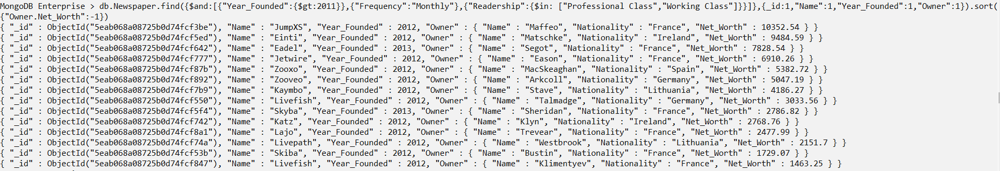 MongoDB Enterprise > db.Newspaper.find({$and:[{"Year_Founded":{$gt:2011}},{"Frequency":"Monthly"},{"Readership":{$in: ["Professional Class","Working Class"]}}]},{_id:1,"Name":1,"Year_Founded":1,"Owner":1}).sort(
{"Owner.Net_Worth":-1})
{ "_id" : ObjectId("5eab068a08725b0d74fcf3be"), "Name" : "JumpXS", "Year_Founded" : 2012, "Owner" : { "Name" : "Maffeo", "Nationality" : "France", "Net_Worth" : 10352.54 } }
{ "_id" : ObjectId("5eab068a08725b0d74fcf5ed"), "Name" : "Einti", "Year_Founded" : 2012, "Owner" : { "Name" : "Matschke", "Nationality" : "Ireland", "Net_Worth" : 9484.59 } }
{ "_id" : ObjectId("5eab068a08725b0d74fcf642"), "Name" : "Eadel", "Year_Founded" : 2013, "Owner" : { "Name" : "Segot", "Nationality" : "France", "Net_Worth" : 7828.54 } }
{ "_id" : ObjectId("5eab068a08725b0d74fcf777"), "Name" : "Jetwire", "Year_Founded" : 2012, "Owner" : { "Name" : "Eason", "Nationality" : "France", "Net_Worth" : 6910.26 } }
{ "_id" : ObjectId("5eab068a08725b0d74fcf87b"), "Name" : "Zooxo", "Year_Founded" : 2012, "Owner" : { "Name" : "MacSkeaghan", "Nationality" : "Spain", "Net_Worth" : 5382.72 } }
{ "_id" : ObjectId("5eab068a08725b0d74fcf892"), "Name" : "Zooveo", "Year_Founded" : 2012, "Owner" : { "Name" : "Arkcoll", "Nationality" : "Germany", "Net_Worth" : 5047.19 } }
{ "_id" : ObjectId("5eab068a08725b0d74fcf7b9"), "Name" : "Kaymbo", "Year_Founded" : 2012, "Owner" : { "Name" : "Stave", "Nationality" : "Lithuania", "Net_Worth" : 4186.27 } }
{ "_id" : ObjectId("5eab068a08725b0d74fcf550"), "Name" : "Livefish", "Year_Founded" : 2012, "Owner" : { "Name" : "Talmadge", "Nationality" : "Germany", "Net_Worth" : 3033.56 } }
{ "_id" : ObjectId("5eab068a08725b0d74fcf5f4"), "Name" : "Skyba", "Year_Founded" : 2013, "Owner" : { "Name" : "Sheridan", "Nationality" : "France", "Net_Worth" : 2786.82 } }
{ "_id" : ObjectId("5eab068a08725b0d74fcf742"), "Name" : "Katz", "Year_Founded" : 2012, "Owner" : { "Name" : "Klyn", "Nationality" : "Ireland", "Net_Worth" : 2768.76 } }
{ "_id" : ObjectId("5eab068a08725b0d74fcf8a1"), "Name" : "Lajo", "Year_Founded" : 2012, "Owner" : { "Name" : "Trevear", "Nationality" : "France", "Net_Worth" : 2477.99 } }
{ "_id" : ObjectId("5eab068a08725b0d74fcf74a"), "Name" : "Livepath", "Year_Founded" : 2012, "Owner" : { "Name" : "Westbrook", "Nationality" : "Lithuania", "Net_Worth" : 2151.7 } }
{ "_id" : ObjectId("5eab068a08725b0d74fcf53b"), "Name" : "Skiba", "Year_Founded" : 2012, "Owner" : { "Name" : "Bustin", "Nationality" : "France", "Net_Worth" : 1729.07 } }
{ "_id" : ObjectId("5eab068a08725b0d74fcf847"), "Name" : "Livefish", "Year_Founded" : 2012, "Owner" : { "Name" : "Klimentyev", "Nationality" : "France", "Net_Worth" : 1463.25 } }